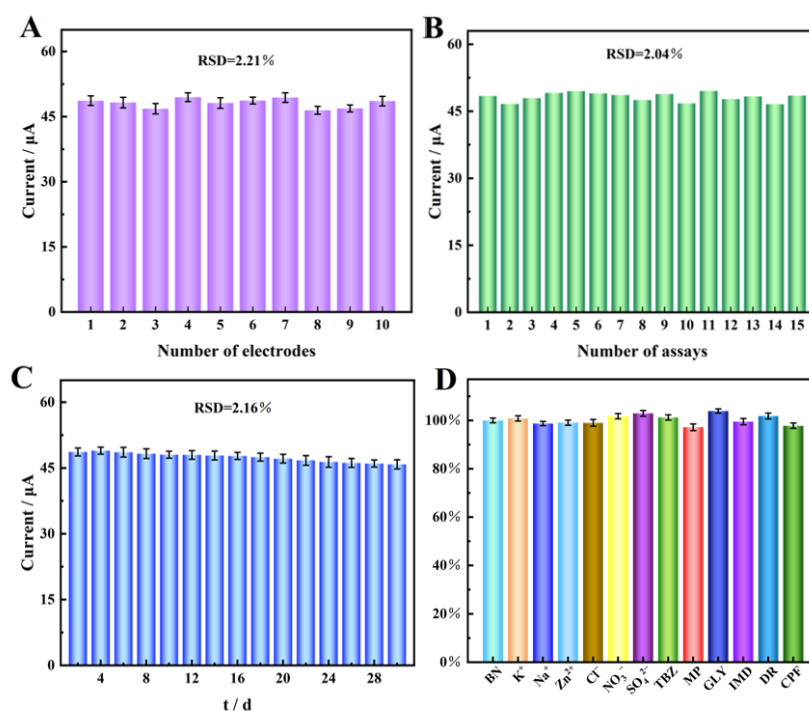 A
RSD=2.21%
60
45
30
15
0
Current / μA
1 2 3 4 5 6 7 8 9 10
Number of electrodes
B
RSD=2.04%
60
45
30
15
0
Current / μA
1 2 3 4 5 6 7 8 9 10 11 12 13 14 15
Number of assays
C
RSD=2.16%
60
45
30
15
0
Current / μA
4 8 12 16 20 24 28
t / d
D
100%
80%
60%
40%
20%
0%
BN K⁺ Na⁺ Zn²⁺ Cl⁻ NO₃⁻ SO₄²⁻ TBZ MP GLY IMD DR CPF